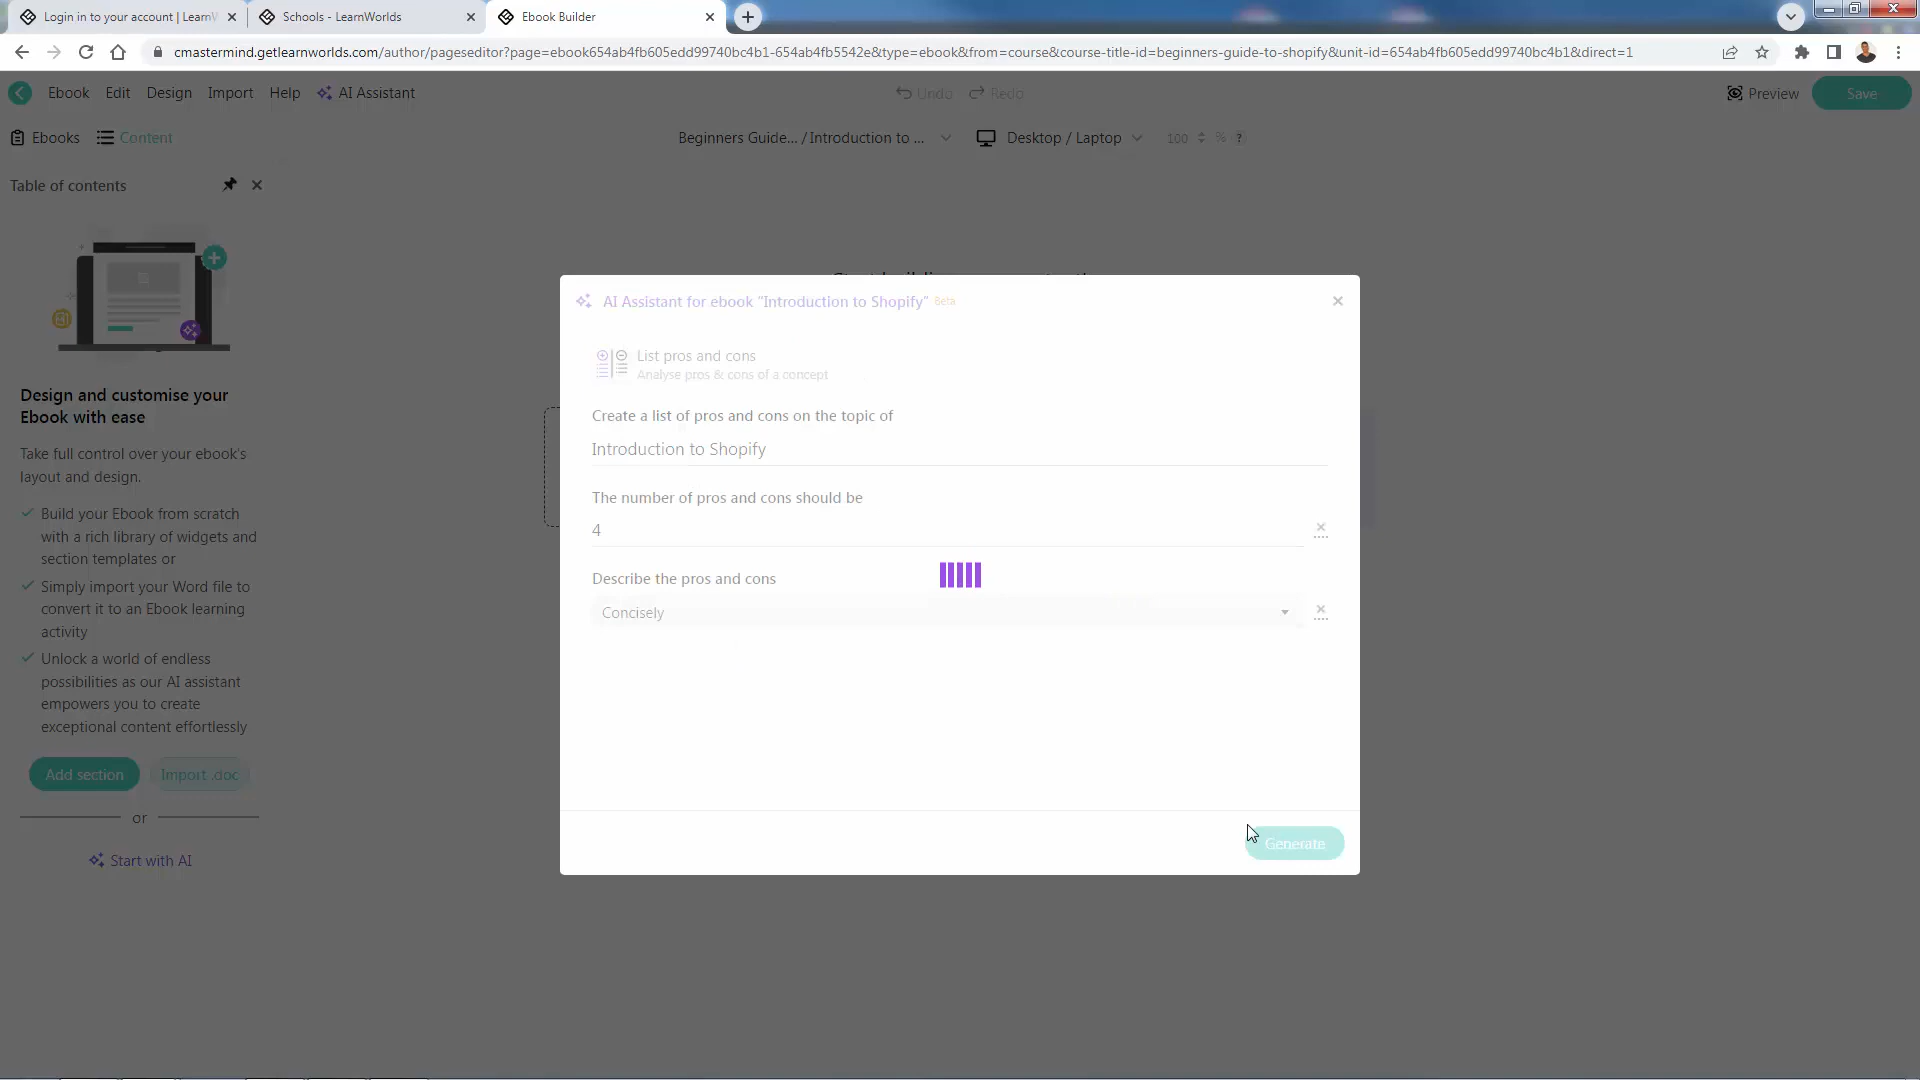 Login in to your account | LearnW
Schools - LearnWorlds
Ebook Builder
cmastermind.getlearnworlds.com/author/pageseditor?page=ebook654ab4fb605edd99740bc4b1-654ab4fb5542e&type=ebook&from=course&course-title-id=beginners-guide-to-shopify&unit-id=654ab4fb605edd99740bc4b1&direct=1
Ebook Edit Design Import Help AI Assistant
Undo Redo
Preview Save
Ebooks Content
Beginners Guide... / Introduction to ...
Desktop / Laptop
100 % ?
Table of contents
Design and customise your
Ebook with ease
Take full control over your ebook's
layout and design.
Build your Ebook from scratch
with a rich library of widgets and
section templates or
Simply import your Word file to
convert it to an Ebook learning
activity
Unlock a world of endless
possibilities as our AI assistant
empowers you to create
exceptional content effortlessly
Add section Import .doc
or
Start with AI
AI Assistant for ebook "Introduction to Shopify" Beta
List pros and cons
Analyse pros & cons of a concept
Create a list of pros and cons on the topic of
Introduction to Shopify
The number of pros and cons should be
4
Describe the pros and cons
Concisely
Generate